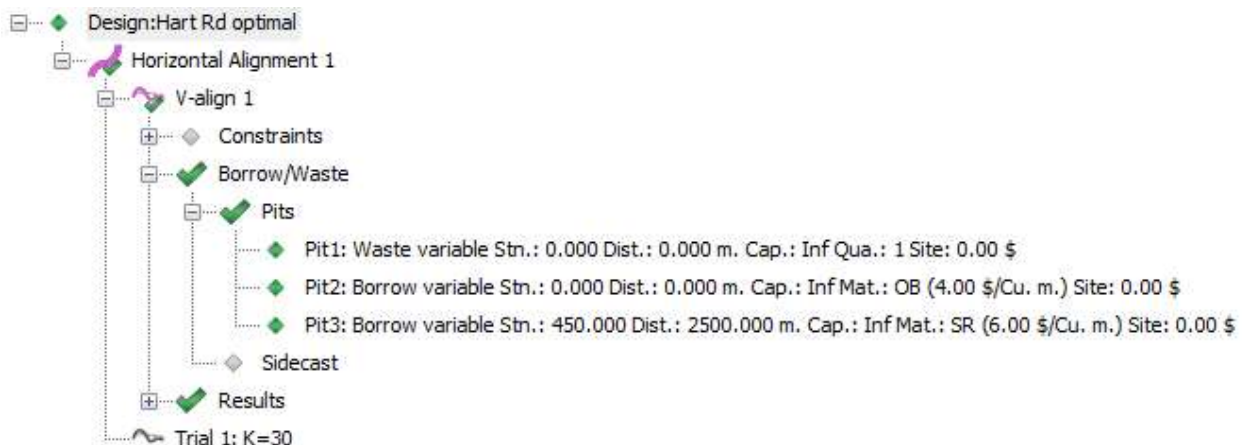 Design:Hart Rd optimal
Horizontal Alignment 1
V-align 1
Constraints
Borrow/Waste
Pits
Pit1: Waste variable Stn.: 0.000 Dist.: 0.000 m. Cap.: Inf Qua.: 1 Site: 0.00 $
Pit2: Borrow variable Stn.: 0.000 Dist.: 0.000 m. Cap.: Inf Mat.: OB (4.00 $/Cu. m.) Site: 0.00 $
Pit3: Borrow variable Stn.: 450.000 Dist.: 2500.000 m. Cap.: Inf Mat.: SR (6.00 $/Cu. m.) Site: 0.00 $
Sidecast
Results
Trial 1: K=30